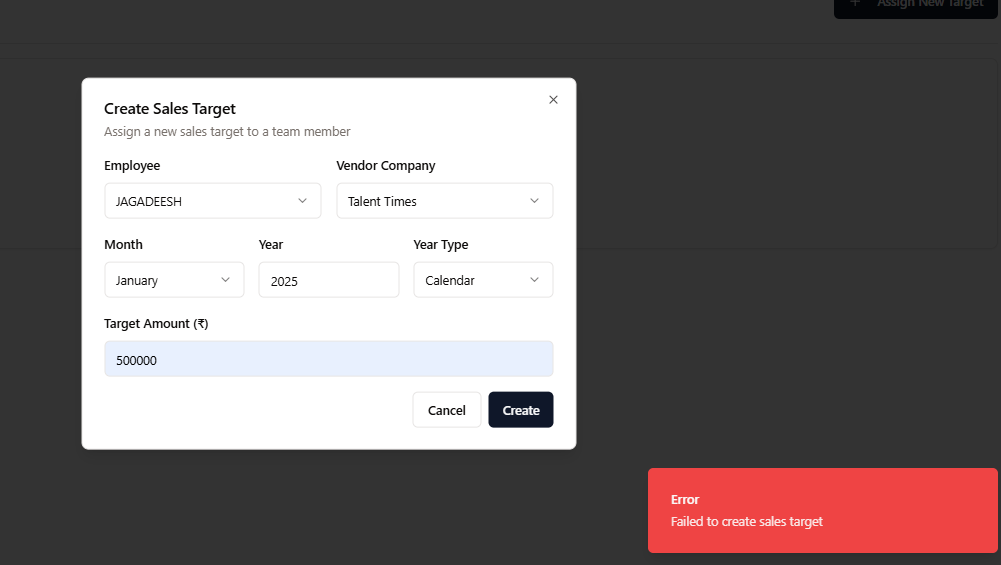 + Assign New Target
Create Sales Target
Assign a new sales target to a team member
Employee
Vendor Company
JAGADEESH
Talent Times
Month
Year
Year Type
January
2025
Calendar
Target Amount (₹)
500000
Cancel
Create
Error
Failed to create sales target